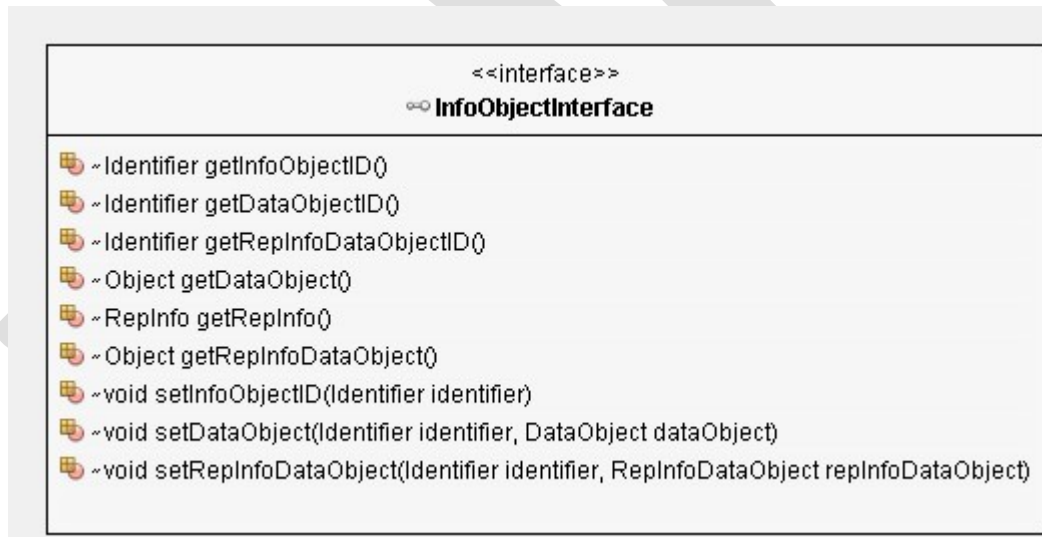 <<interface>>
InfoObjectInterface
~Identifier getInfoObjectID()
~Identifier getDataObjectID()
~Identifier getRepInfoDataObjectID()
~Object getDataObject()
~RepInfo getRepInfo()
~Object getRepInfoDataObject()
~void setInfoObjectID(Identifier identifier)
~void setDataObject(Identifier identifier, DataObject dataObject)
~void setRepInfoDataObject(Identifier identifier, RepInfoDataObject repInfoDataObject)